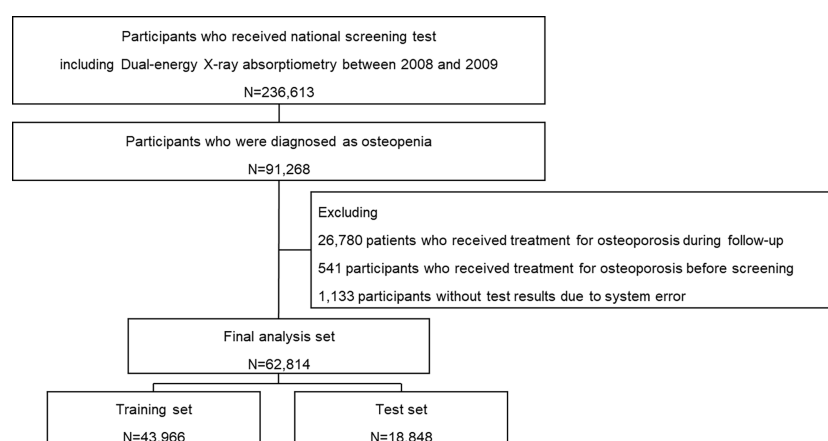 Participants who received national screening test
including Dual-energy X-ray absorptiometry between 2008 and 2009
N=236,613
Participants who were diagnosed as osteopenia
N=91,268
Excluding
26,780 patients who received treatment for osteoporosis during follow-up
541 participants who received treatment for osteoporosis before screening
1,133 participants without test results due to system error
Final analysis set
N=62,814
Training set
N=43,966
Test set
N=18,848